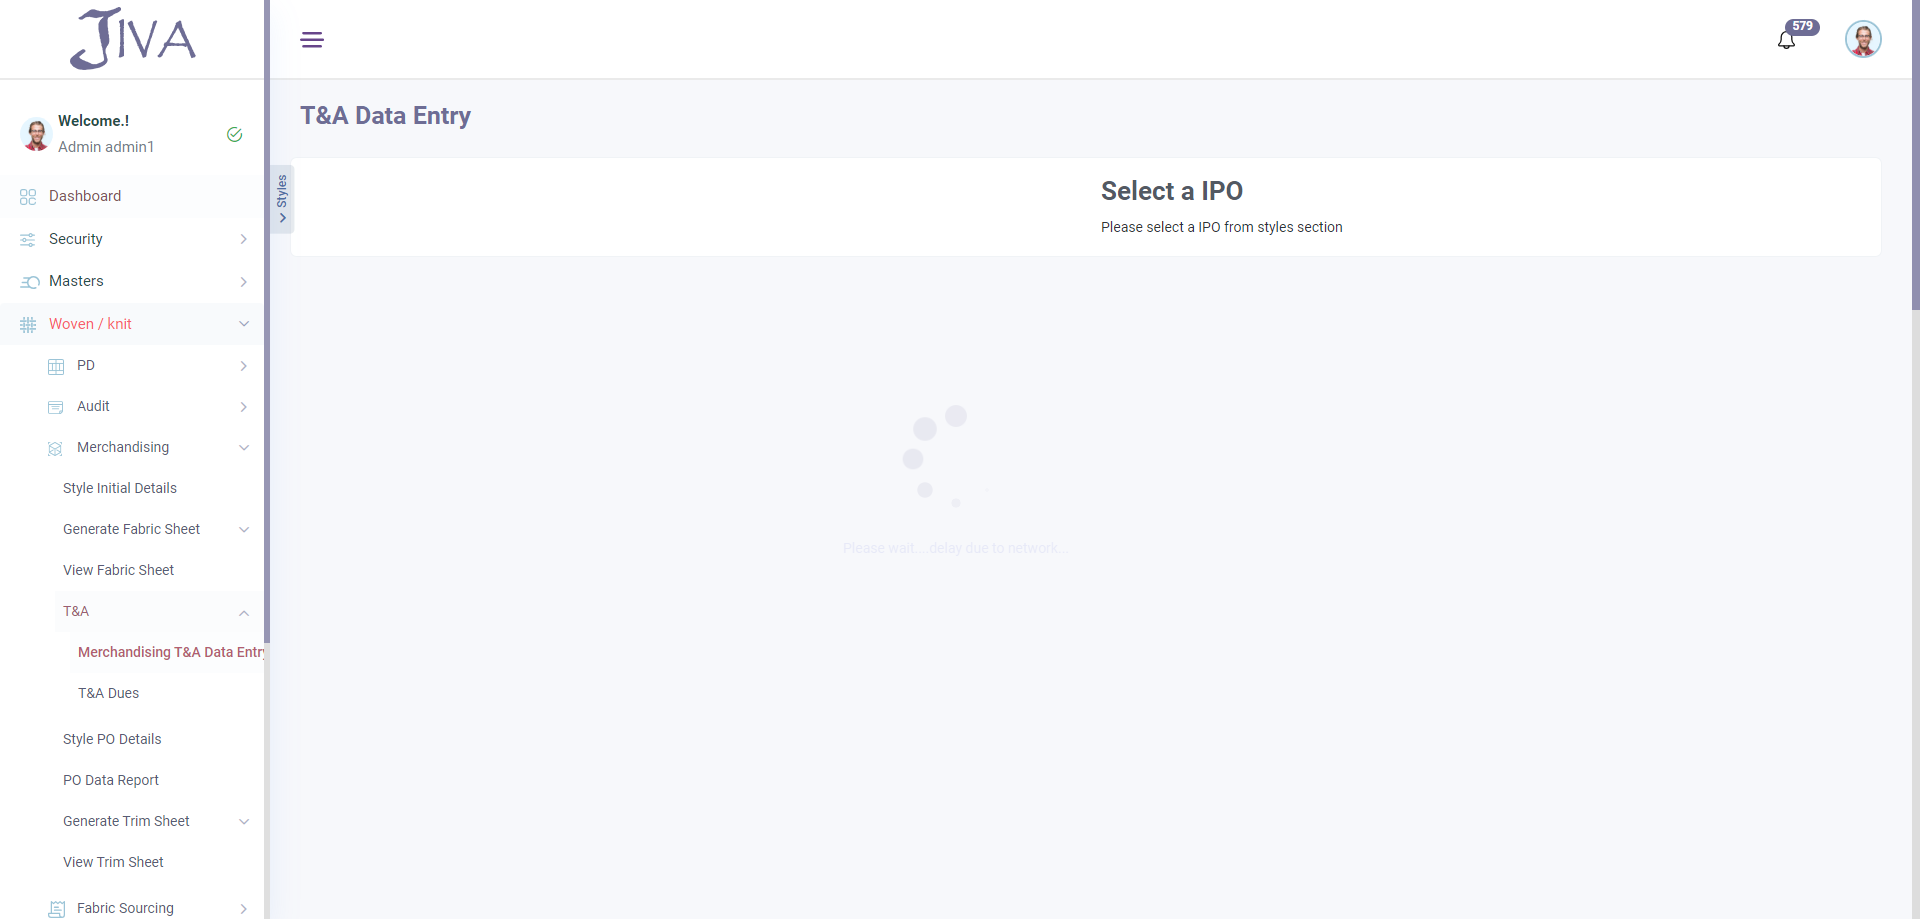 JIVA
579
Welcome.!
Admin admin1
T&A Data Entry
Styles
Select a IPO
Please select a IPO from styles section
Dashboard
Security
Masters
Woven / knit
PD
Audit
Merchandising
Style Initial Details
Generate Fabric Sheet
View Fabric Sheet
T&A
Merchandising T&A Data Entry
T&A Dues
Style PO Details
PO Data Report
Generate Trim Sheet
View Trim Sheet
Fabric Sourcing
Please wait... delay due to network...